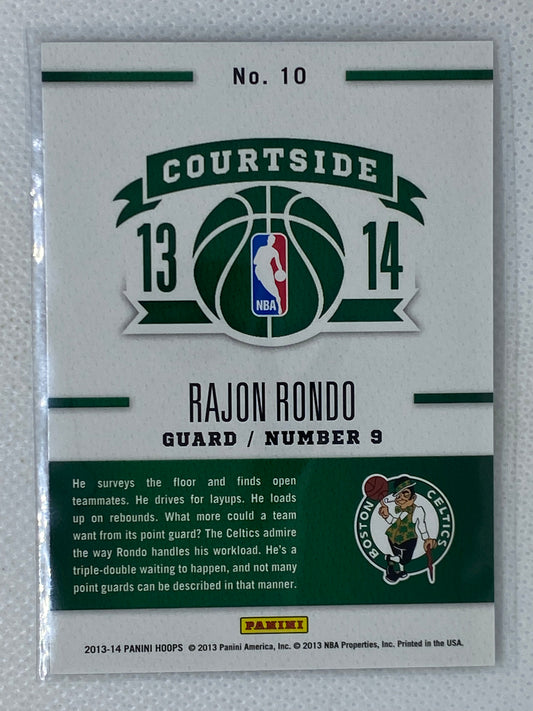 No. 10
COURTSIDE
13 14
NBA
RAJON RONDO
GUARD / NUMBER 9
He surveys the floor and finds open
teammates. He drives for layups. He loads
up on rebounds. What more could a team
want from its point guard? The Celtics admire
the way Rondo handles his workload. He's a
triple-double waiting to happen, and not many
point guards can be described in that manner.
BOSTON CELTICS
PANINI
2013-14 PANINI HOOPS © 2013 Panini America, Inc. © 2013 NBA Properties, Inc. Printed in the USA.